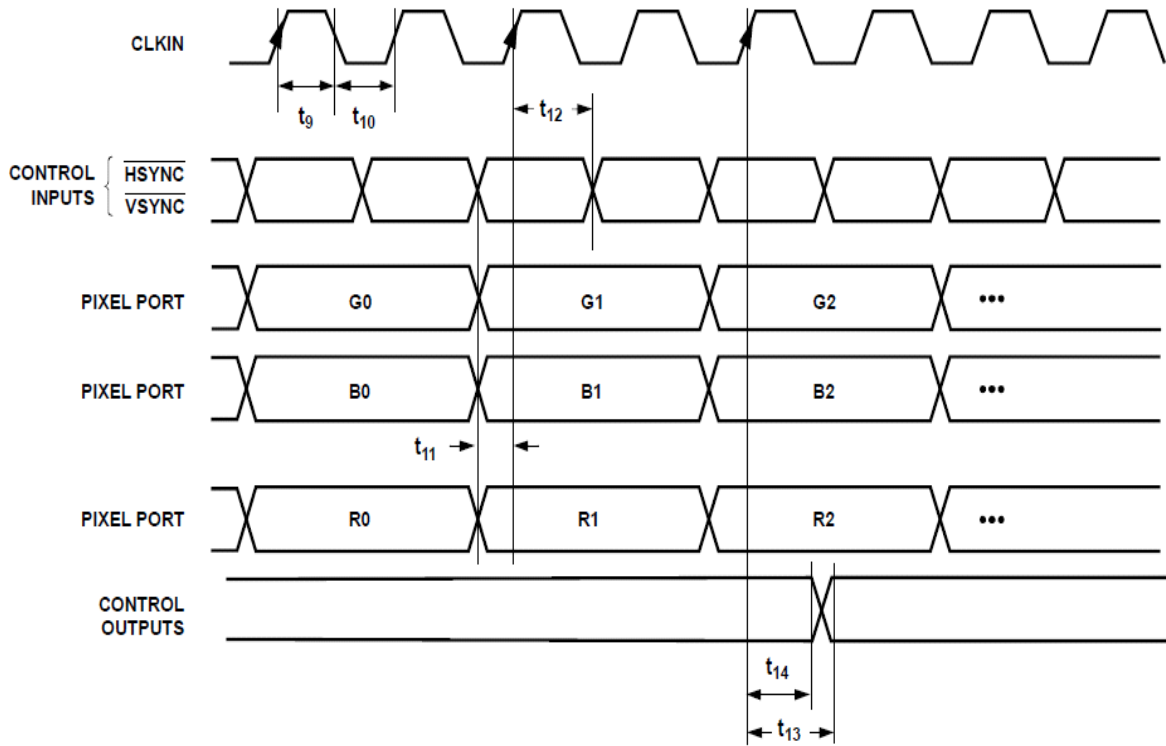 CLKIN
t9 t10 t12
CONTROL INPUTS { HSYNC
VSYNC
PIXEL PORT G0 G1 G2 •••
PIXEL PORT B0 B1 B2 •••
t11
PIXEL PORT R0 R1 R2 •••
CONTROL
OUTPUTS
t14
t13